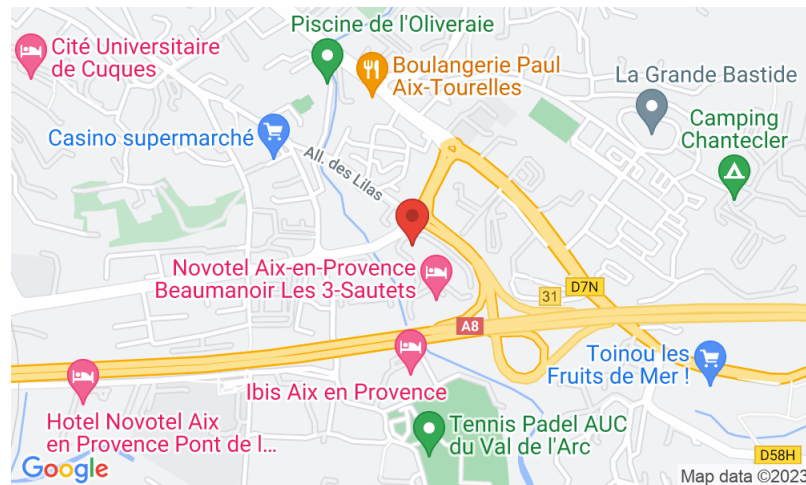 Piscine de l'Oliveraie
Cité Universitaire
de Cuques
Boulangerie Paul
Aix-Tourelles
La Grande Bastide
Camping
Chantecler
Casino supermarché
All. des Lilas
Novotel Aix-en-Provence
Beaumanoir Les 3-Sautets
31
D7N
A8
Toinou les
Fruits de Mer !
Ibis Aix en Provence
Hotel Novotel Aix
en Provence Pont de l...
Tennis Padel AUC
du Val de l'Arc
D58H
Google
Map data ©2023